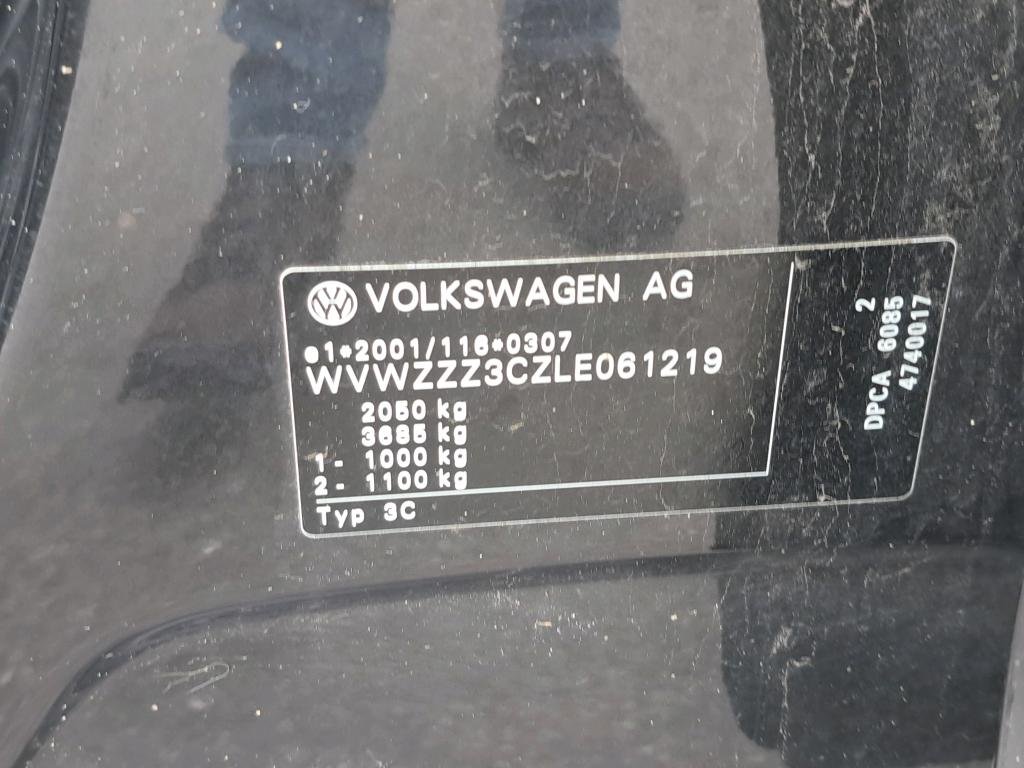 VOLKSWAGEN AG
e1*2001/116*0307
WVWZZZ3CZLE061219
2050 kg
3685 kg
1- 1000 kg
2- 1100 kg
Typ 3C
2
DPCA 6085
4740017